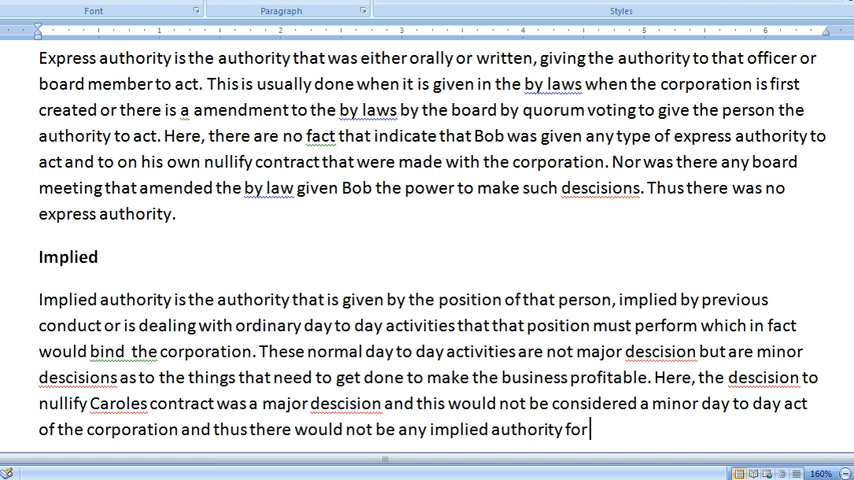 Font Paragraph Styles
1 2 3 4 5 6
Express authority is the authority that was either orally or written, giving the authority to that officer or
board member to act. This is usually done when it is given in the by laws when the corporation is first
created or there is a amendment to the by laws by the board by quorum voting to give the person the
authority to act. Here, there are no fact that indicate that Bob was given any type of express authority to
act and to on his own nullify contract that were made with the corporation. Nor was there any board
meeting that amended the by law given Bob the power to make such descisions. Thus there was no
express authority.
Implied
Implied authority is the authority that is given by the position of that person, implied by previous
conduct or is dealing with ordinary day to day activities that that position must perform which in fact
would bind the corporation. These normal day to day activities are not major descision but are minor
descisions as to the things that need to get done to make the business profitable. Here, the descision to
nullify Caroles contract was a major descision and this would not be considered a minor day to day act
of the corporation and thus there would not be any implied authority for
160%